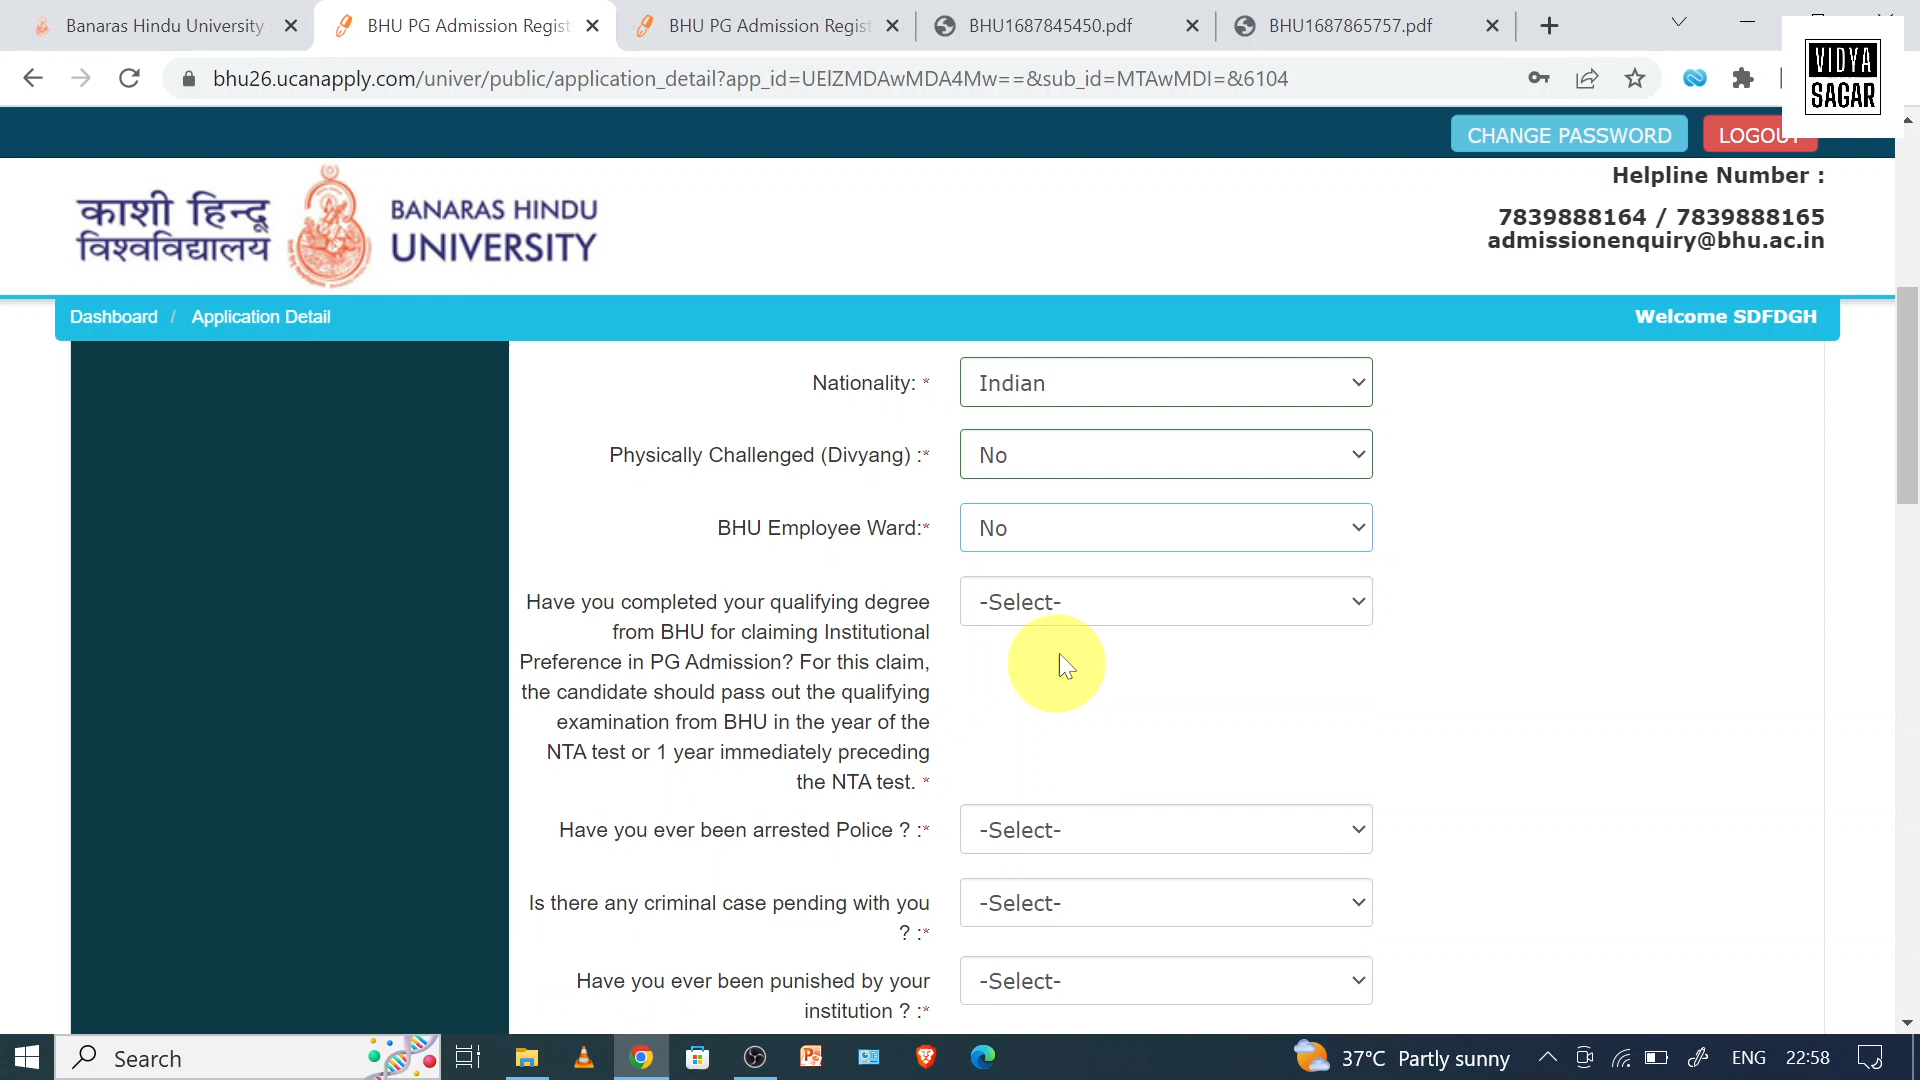 Banaras Hindu University
BHU PG Admission Regist
BHU PG Admission Regist
BHU1687845450.pdf
BHU1687865757.pdf
bhu26.ucanapply.com/univer/public/application_detail?app_id=UElZMDAwMDA4Mw==&sub_id=MTAwMDI=&6104
VIDYA
SAGAR
CHANGE PASSWORD
LOGOUT
काशी हिन्दू
विश्वविद्यालय
BANARAS HINDU
UNIVERSITY
Helpline Number :
7839888164 / 7839888165
admissionenquiry@bhu.ac.in
Dashboard / Application Detail
Welcome SDFDGH
Nationality: *
Indian
Physically Challenged (Divyang) :*
No
BHU Employee Ward:*
No
Have you completed your qualifying degree
from BHU for claiming Institutional
Preference in PG Admission? For this claim,
the candidate should pass out the qualifying
examination from BHU in the year of the
NTA test or 1 year immediately preceding
the NTA test. *
-Select-
Have you ever been arrested Police ? :*
-Select-
Is there any criminal case pending with you
? :*
-Select-
Have you ever been punished by your
institution ? :*
-Select-
Search
37°C Partly sunny
ENG
22:58